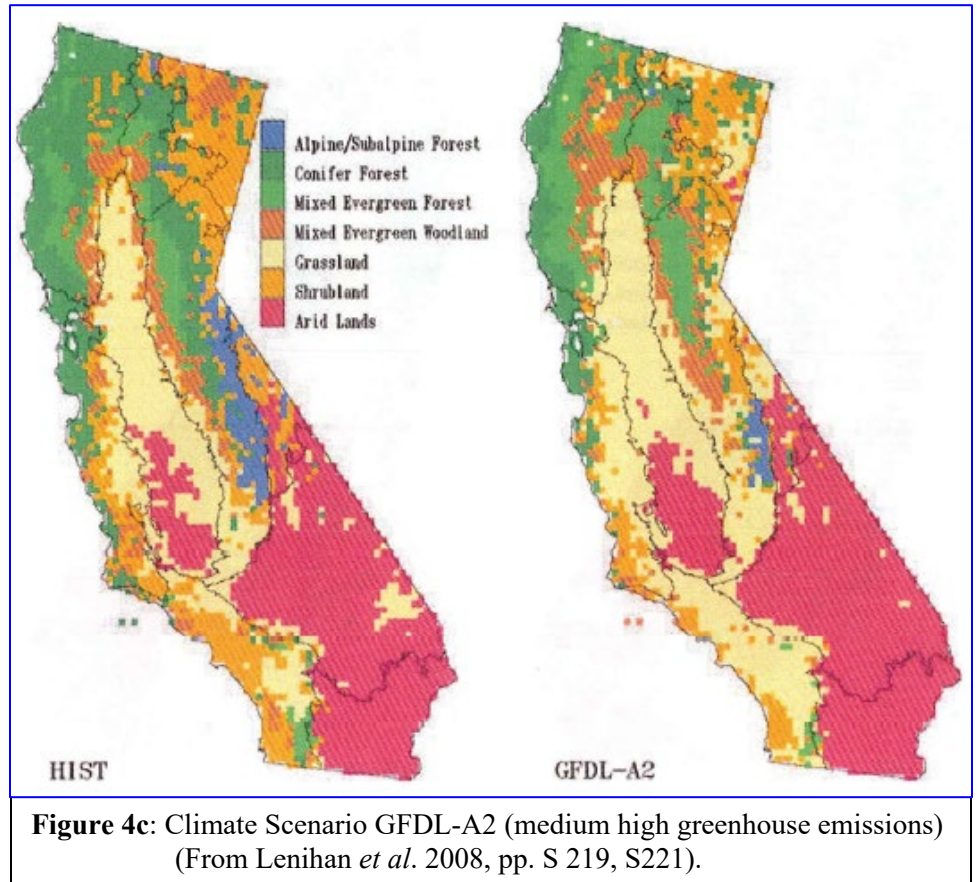 Alpine/Subalpine Forest
Conifer Forest
Mixed Evergreen Forest
Mixed Evergreen Woodland
Grassland
Shrubland
Arid Lands
HIST
GFDL-A2
Figure 4c: Climate Scenario GFDL-A2 (medium high greenhouse emissions)
(From Lenihan et al. 2008, pp. S 219, S221).